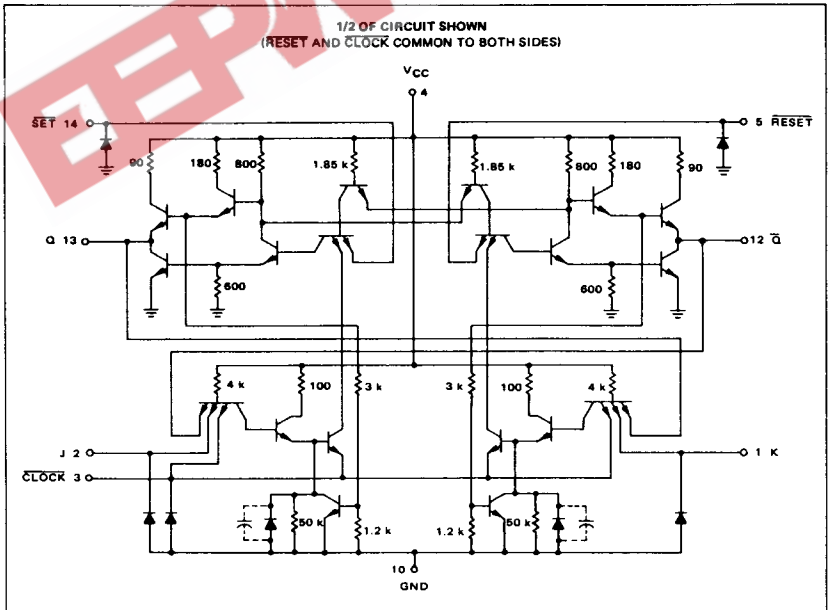 EEPW
1/2 OF CIRCUIT SHOWN
(RESET AND CLOCK COMMON TO BOTH SIDES)
VCC
4
SET 14
5 RESET
90
180
800
1.85 k
1.85 k
800
180
90
Q 13
12 Q
600
600
4 k
100
3 k
3 k
100
4 k
J 2
1 K
CLOCK 3
50 k
1.2 k
1.2 k
50 k
10
GND